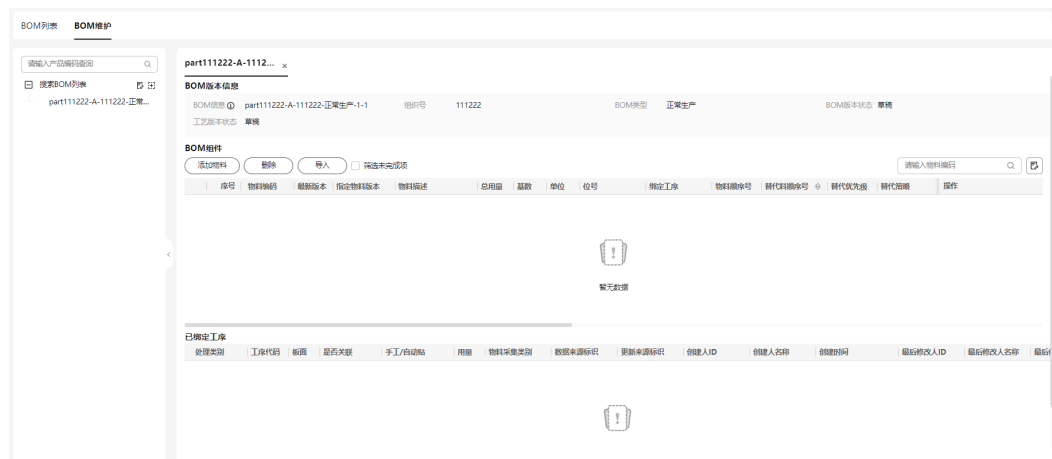 BOM列表 BOM维护
请输入产品编码查询
搜索BOM列表
part111222-A-111222-正常...
part111222-A-1112... ×
BOM版本信息
BOM信息 part111222-A-111222-正常生产-1-1 组织号 111222 BOM类型 正常生产 BOM版本状态 草稿
工艺版本状态 草稿
BOM组件
添加物料 删除 导入 筛选未完成项 请输入物料编码
序号 物料编码 最新版本 指定物料版本 物料描述 总用量 基数 单位 位号 绑定工序 物料顺序号 替代料顺序号 替代优先级 替代策略 操作
暂无数据
已绑定工序
处理类别 工序代码 板面 是否关联 手工/自动贴 用量 物料采集类别 数据来源标识 更新来源标识 创建人ID 创建人名称 创建时间 最后修改人ID 最后修改人名称 最后